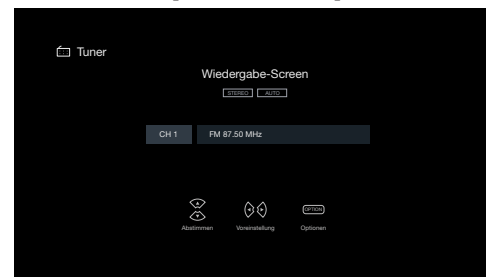 Tuner
Wiedergabe-Screen
STEREO AUTO
CH 1 FM 87.50 MHz
OPTION
Abstimmen Voreinstellung Optionen